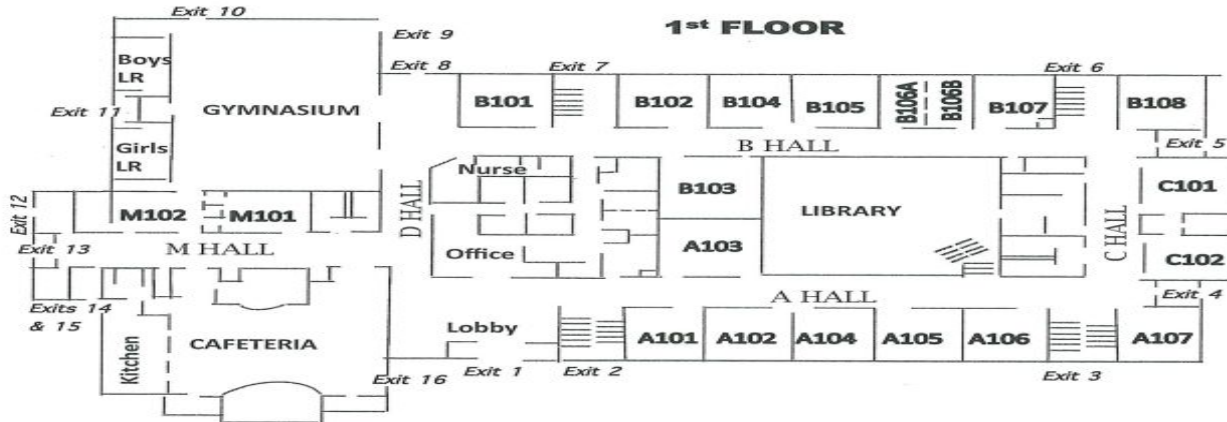 1st FLOOR
Exit 10
Exit 9
Exit 8
Exit 7
Exit 6
Boys
LR
GYMNASIUM
Exit 11
Girls
LR
B101
B102
B104
B105
B106A
B106B
B107
B108
B HALL
Exit 5
Nurse
D HALL
B103
LIBRARY
C101
Exit 12
M102
M101
M HALL
Exit 13
Office
A103
C HALL
C102
Exit 4
A HALL
Exits 14
& 15
Kitchen
CAFETERIA
Lobby
A101
A102
A104
A105
A106
A107
Exit 16
Exit 1
Exit 2
Exit 3